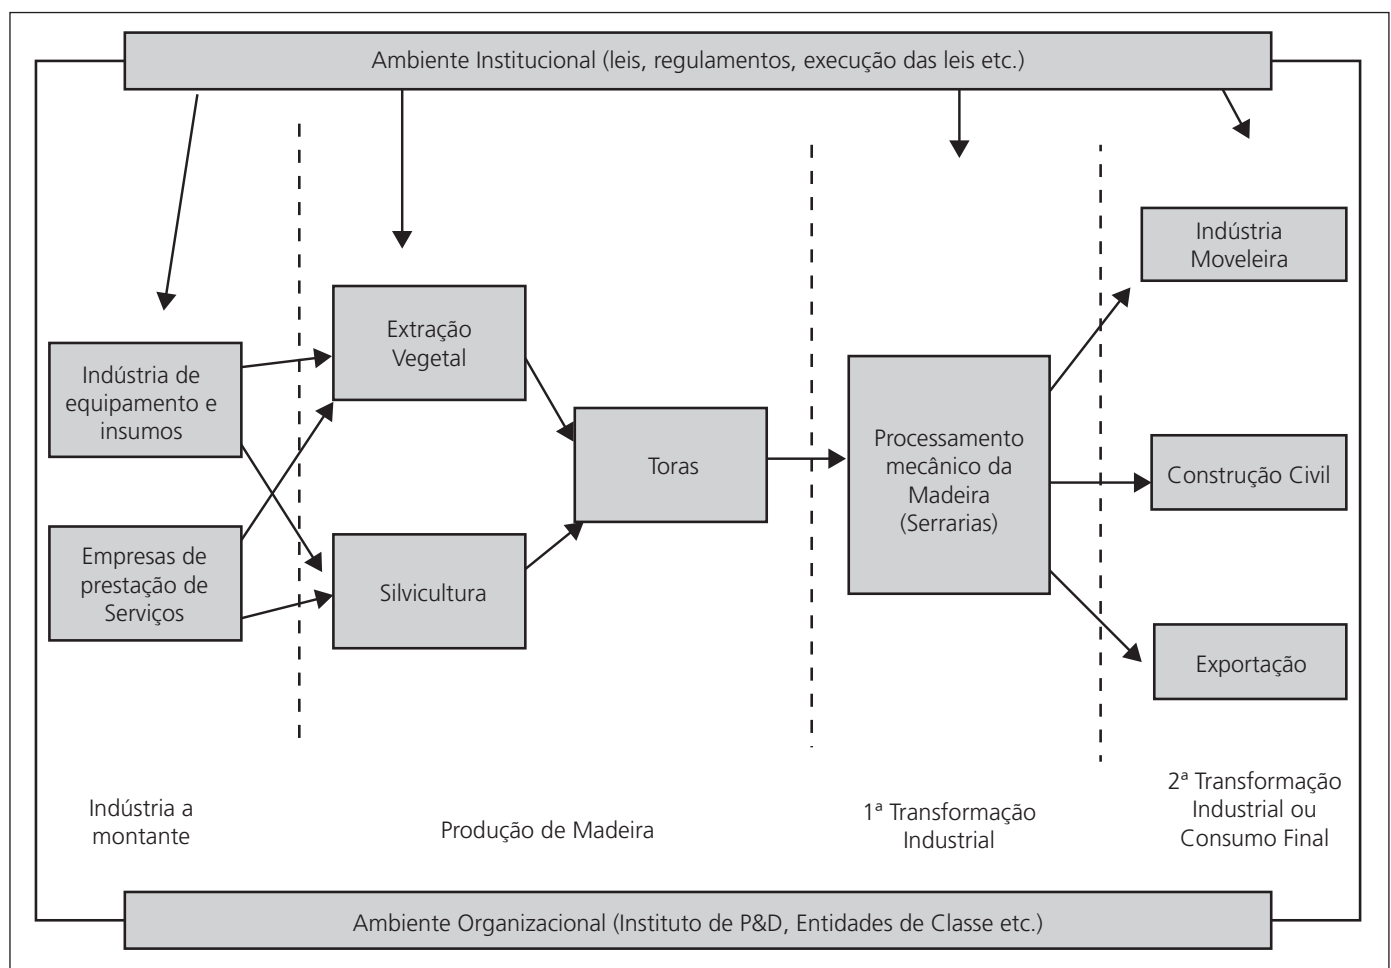 Ambiente Institucional (leis, regulamentos, execução das leis etc.)
Indústria de
equipamento e
insumos
Empresas de
prestação de
Serviços
Extração
Vegetal
Silvicultura
Toras
Processamento
mecânico da
Madeira
(Serrarias)
Indústria
Moveleira
Construção Civil
Exportação
Indústria a
montante
Produção de Madeira
1ª Transformação
Industrial
2ª Transformação
Industrial ou
Consumo Final
Ambiente Organizacional (Instituto de P&D, Entidades de Classe etc.)